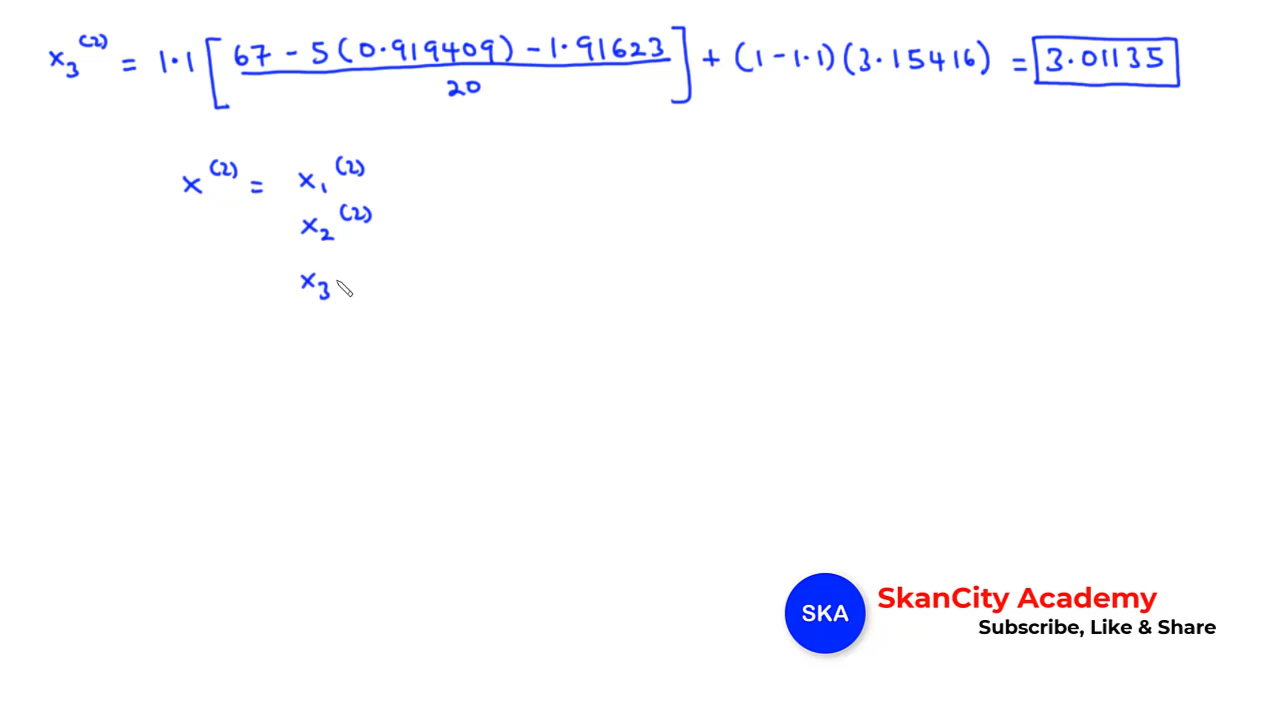 x₃⁽²⁾ = 1·1 [ (67 - 5(0·919409) - 1·91623) / 20 ] + (1-1·1)(3·15416) = 3·01135
x⁽²⁾ = x₁⁽²⁾
x₂⁽²⁾
x₃
SKA
SkanCity Academy
Subscribe, Like & Share